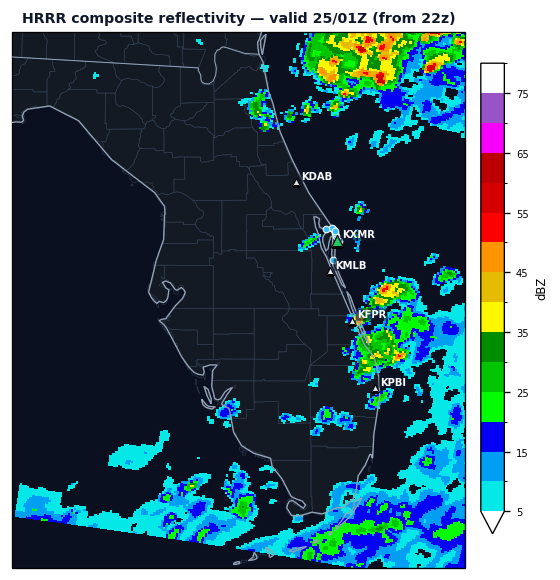 HRRR composite reflectivity — valid 25/01Z (from 22z)
KDAB
KXMR
KMLB
KFPR
KPBI
75
65
55
45
35
25
15
5
dBZ